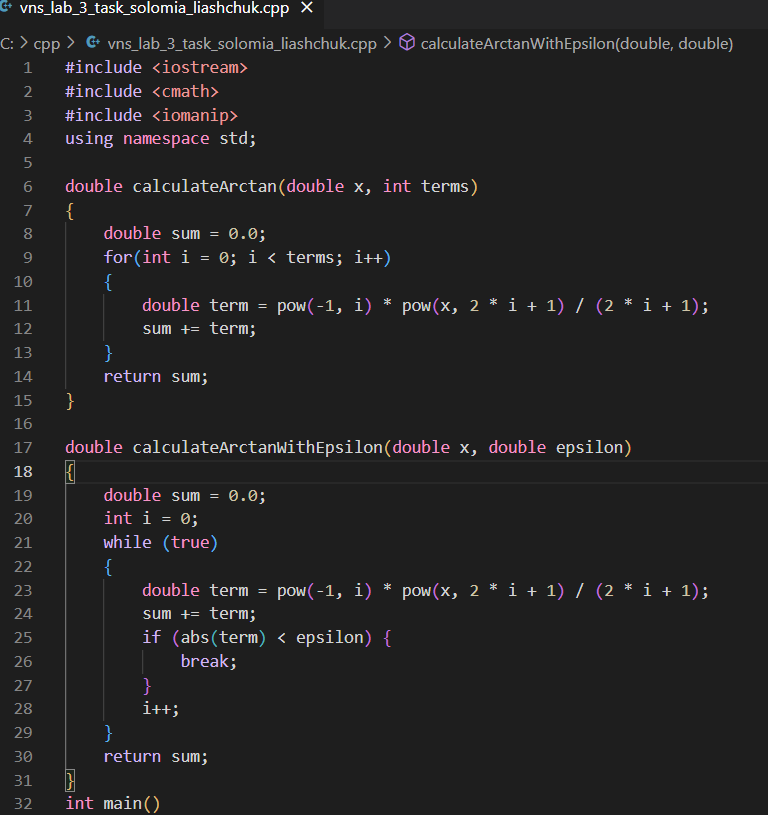 vns_lab_3_task_solomia_liashchuk.cpp ×
C: > cpp > vns_lab_3_task_solomia_liashchuk.cpp > calculateArctanWithEpsilon(double, double)
1 #include <iostream>
2 #include <cmath>
3 #include <iomanip>
4 using namespace std;
5
6 double calculateArctan(double x, int terms)
7 {
8     double sum = 0.0;
9     for(int i = 0; i < terms; i++)
10     {
11         double term = pow(-1, i) * pow(x, 2 * i + 1) / (2 * i + 1);
12         sum += term;
13     }
14     return sum;
15 }
16
17 double calculateArctanWithEpsilon(double x, double epsilon)
18 {
19     double sum = 0.0;
20     int i = 0;
21     while (true)
22     {
23         double term = pow(-1, i) * pow(x, 2 * i + 1) / (2 * i + 1);
24         sum += term;
25         if (abs(term) < epsilon) {
26             break;
27         }
28         i++;
29     }
30     return sum;
31 }
32 int main()